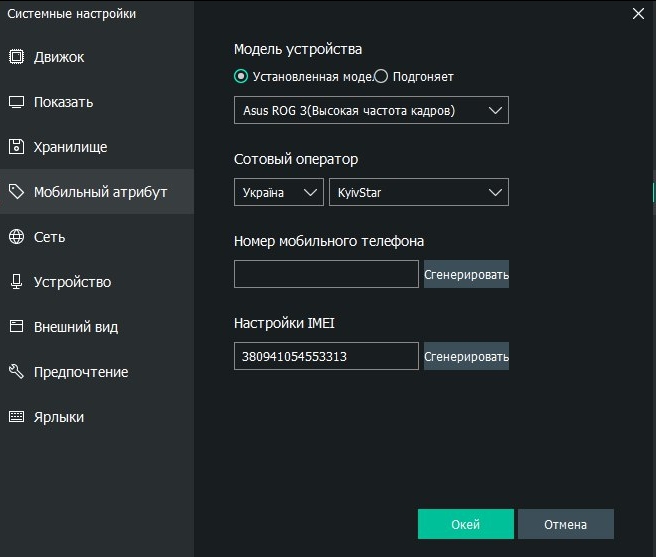 Системные настройки
Движок
Показать
Хранилище
Мобильный атрибут
Сеть
Устройство
Внешний вид
Предпочтение
Ярлыки
Модель устройства
Установленная моде. Подгоняет
Asus ROG 3(Высокая частота кадров)
Сотовый оператор
Україна KyivStar
Номер мобильного телефона
Сгенерировать
Настройки IMEI
380941054553313 Сгенерировать
Окей Отмена